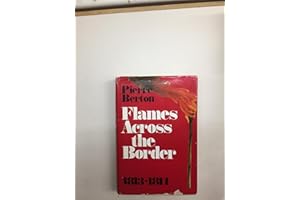 Pierre
Berton
Flames
Across
the
Border
1813-1814